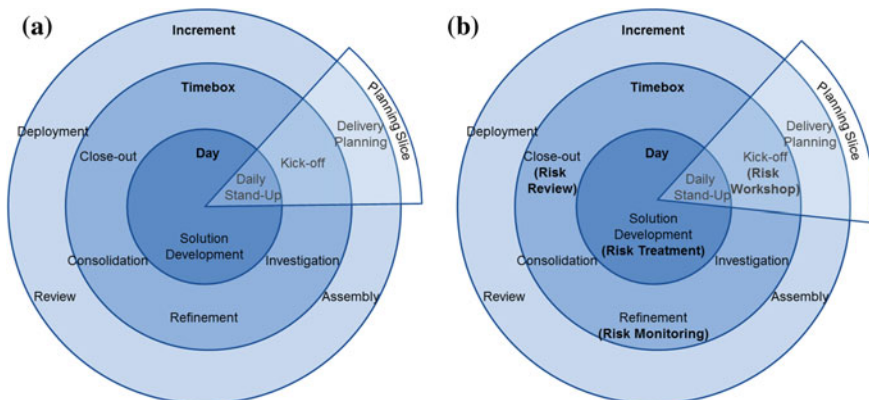 (a)
Increment
Timebox
Day
Deployment
Close-out
Kick-off
Delivery
Planning
Planning Slice
Daily
Stand-Up
Solution
Development
Consolidation
Investigation
Review
Assembly
Refinement
(b)
Increment
Timebox
Day
Deployment
Close-out
(Risk
Review)
Kick-off
(Risk
Workshop)
Delivery
Planning
Planning Slice
Daily
Stand-Up
Solution
Development
(Risk Treatment)
Consolidation
Investigation
Review
Assembly
Refinement
(Risk Monitoring)